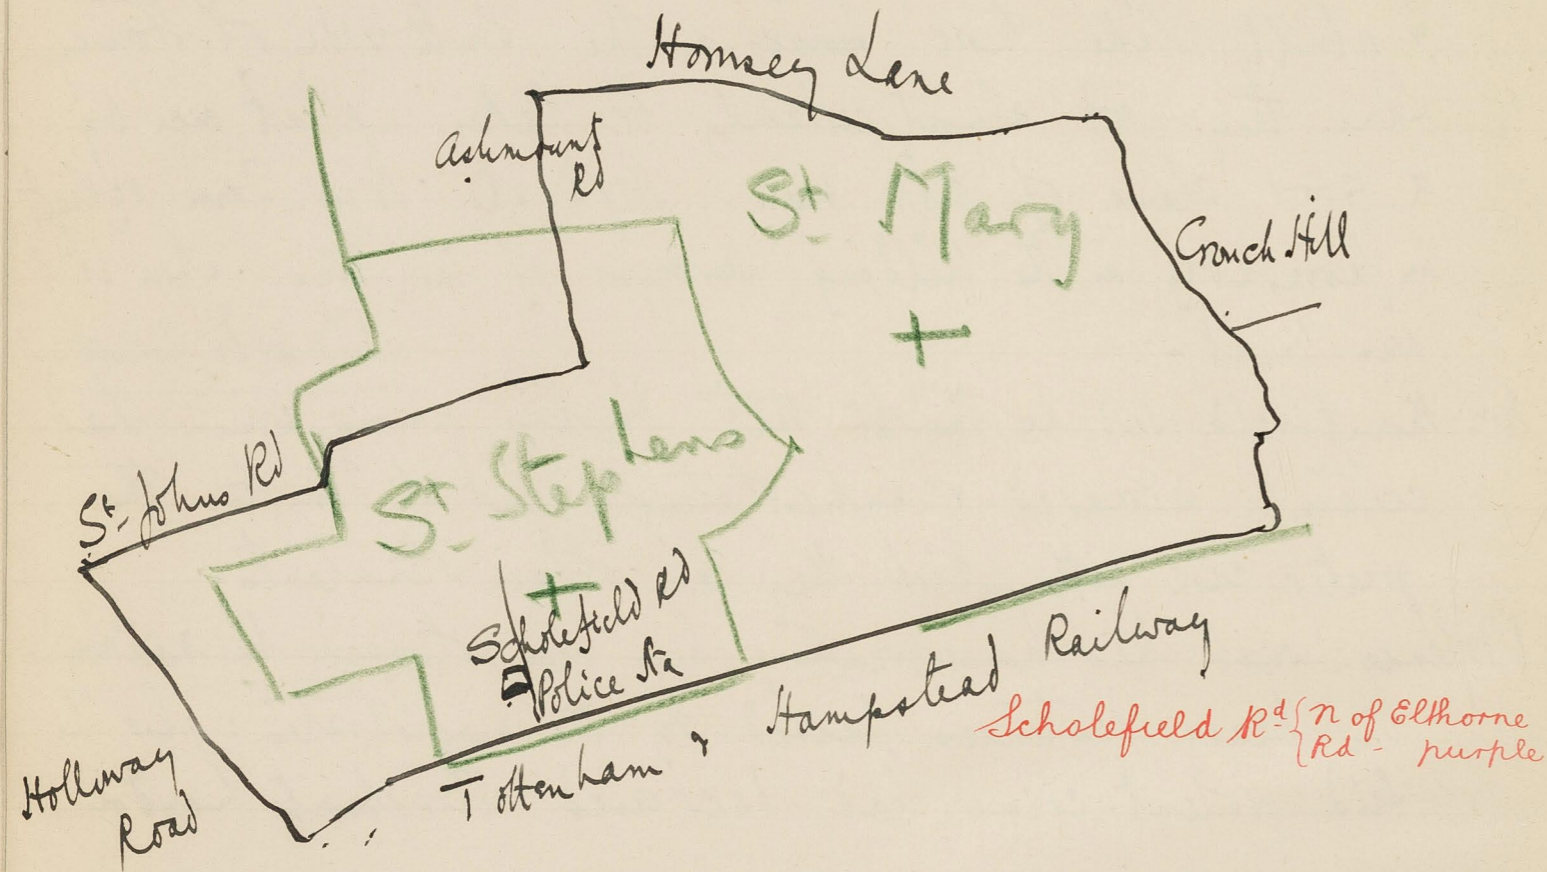 Hornsey Lane
Ashmount
Rd
St. Mary
Crouch Hill
St. Johns Rd
St. Stephens
Scholefield Rd
Police Sta
Tottenham & Hampstead Railway
Holloway
Road
Scholefield Rd { N of Elthorne
Rd - purple